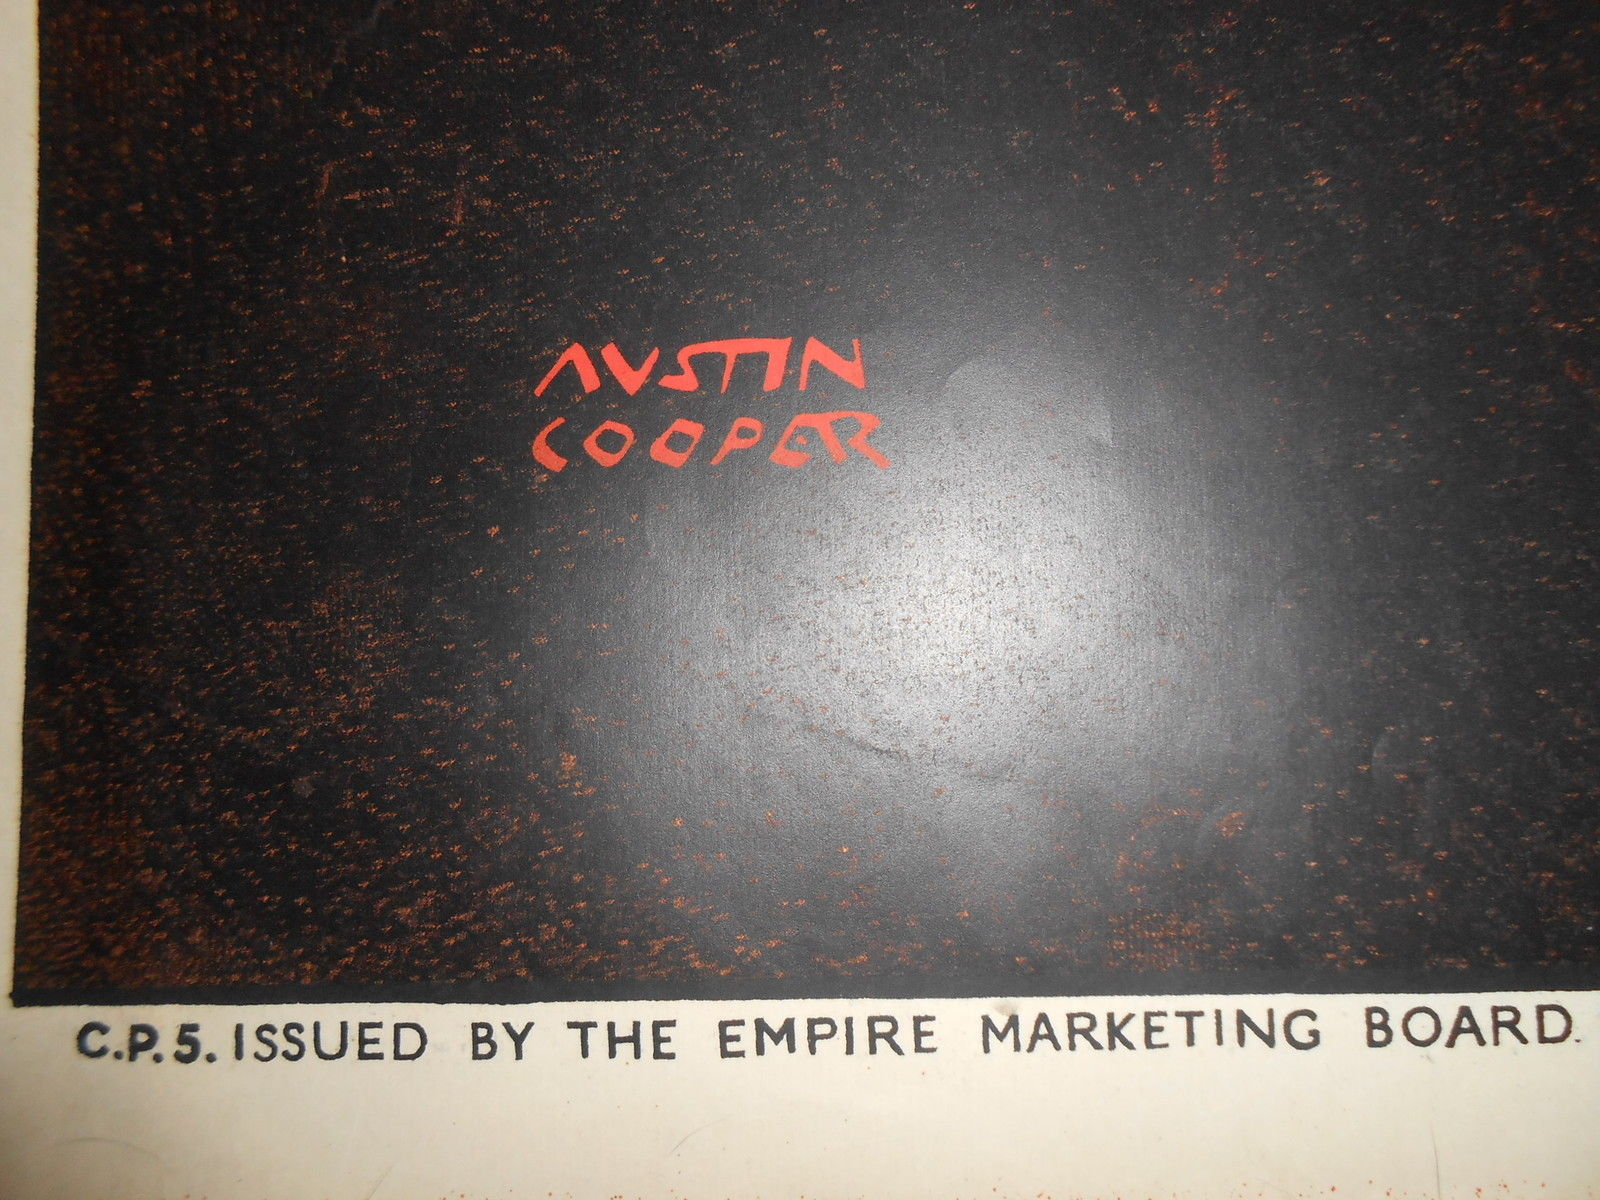 AUSTIN
COOPER
C.P.5. ISSUED BY THE EMPIRE MARKETING BOARD.